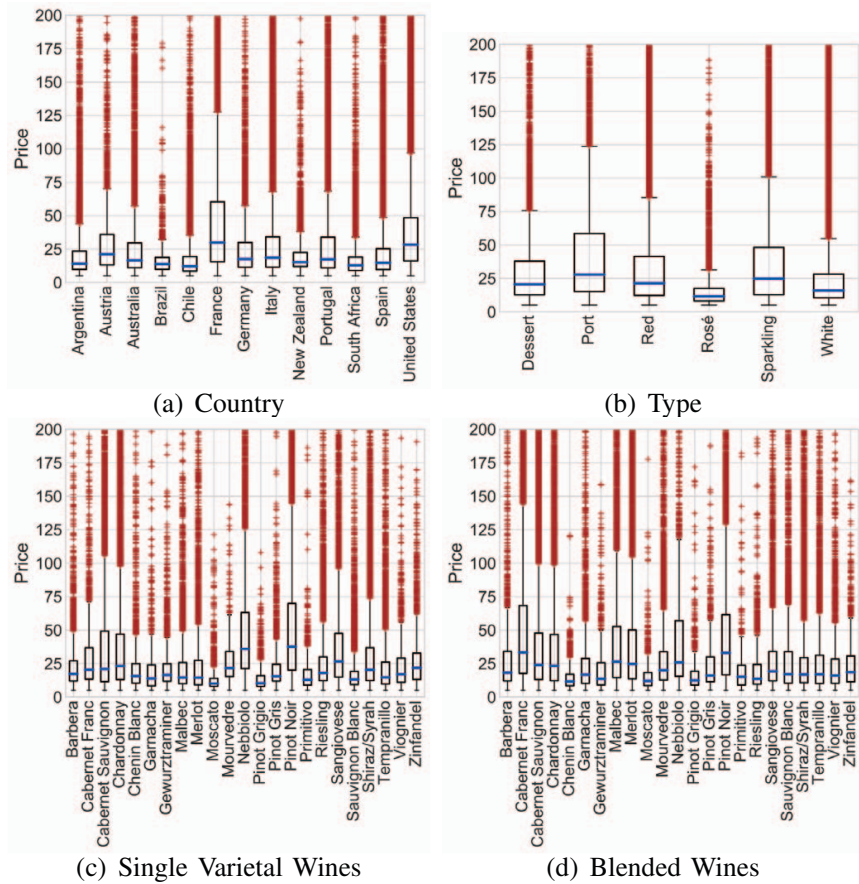 200
175
150
125
100
75
50
25
0
Price
Argentina
Austria
Australia
Brazil
Chile
France
Germany
Italy
New Zealand
Portugal
South Africa
Spain
United States
(a) Country
200
175
150
125
100
75
50
25
0
Price
Dessert
Port
Red
Rosé
Sparkling
White
(b) Type
200
175
150
125
100
75
50
25
0
Price
Barbera
Cabernet Franc
Cabernet Sauvignon
Chardonnay
Chenin Blanc
Garnacha
Gewurztraminer
Malbec
Merlot
Moscato
Mourvedre
Nebbiolo
Pinot Grigio
Pinot Gris
Pinot Noir
Primitivo
Riesling
Sangiovese
Sauvignon Blanc
Shiraz/Syrah
Tempranillo
Viognier
Zinfandel
(c) Single Varietal Wines
200
175
150
125
100
75
50
25
0
Price
Barbera
Cabernet Franc
Cabernet Sauvignon
Chardonnay
Chenin Blanc
Garnacha
Gewurztraminer
Malbec
Merlot
Moscato
Mourvedre
Nebbiolo
Pinot Grigio
Pinot Gris
Pinot Noir
Primitivo
Riesling
Sangiovese
Sauvignon Blanc
Shiraz/Syrah
Tempranillo
Viognier
Zinfandel
(d) Blended Wines